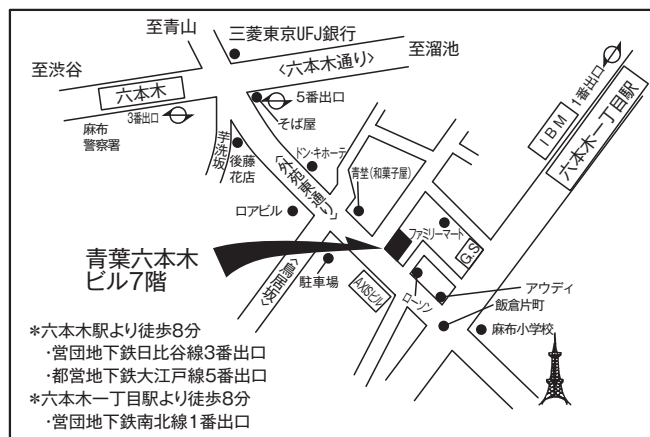 至青山
三菱東京UFJ銀行
至溜池
〈六本木通り〉
至渋谷
六本木
3番出口
5番出口
そば屋
麻布
警察署
芋洗坂
後藤
花店
ドン・キホーテ
〈外苑東通り〉
青埜(和菓子屋)
ロアビル
ファミリーマート
G.S
IBM
1番出口
六本木一丁目駅
青葉六本木
ビル7階
〈鳥居坂〉
駐車場
AXISビル
ローソン
アウディ
飯倉片町
麻布小学校
*六本木駅より徒歩8分
・営団地下鉄日比谷線3番出口
・都営地下鉄大江戸線5番出口
*六本木一丁目駅より徒歩8分
・営団地下鉄南北線1番出口